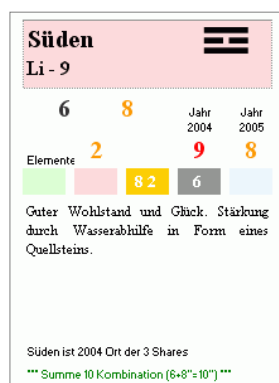 Süden
Li - 9
6 8 Jahr Jahr
2004 2005
Elemente 2 9 8
8 2 6
Guter Wohlstand und Glück. Stärkung
durch Wasserabhilfe in Form eines
Quellsteins.
Süden ist 2004 Ort der 3 Shares
*** Summe 10 Kombination (6+8"=10") ***